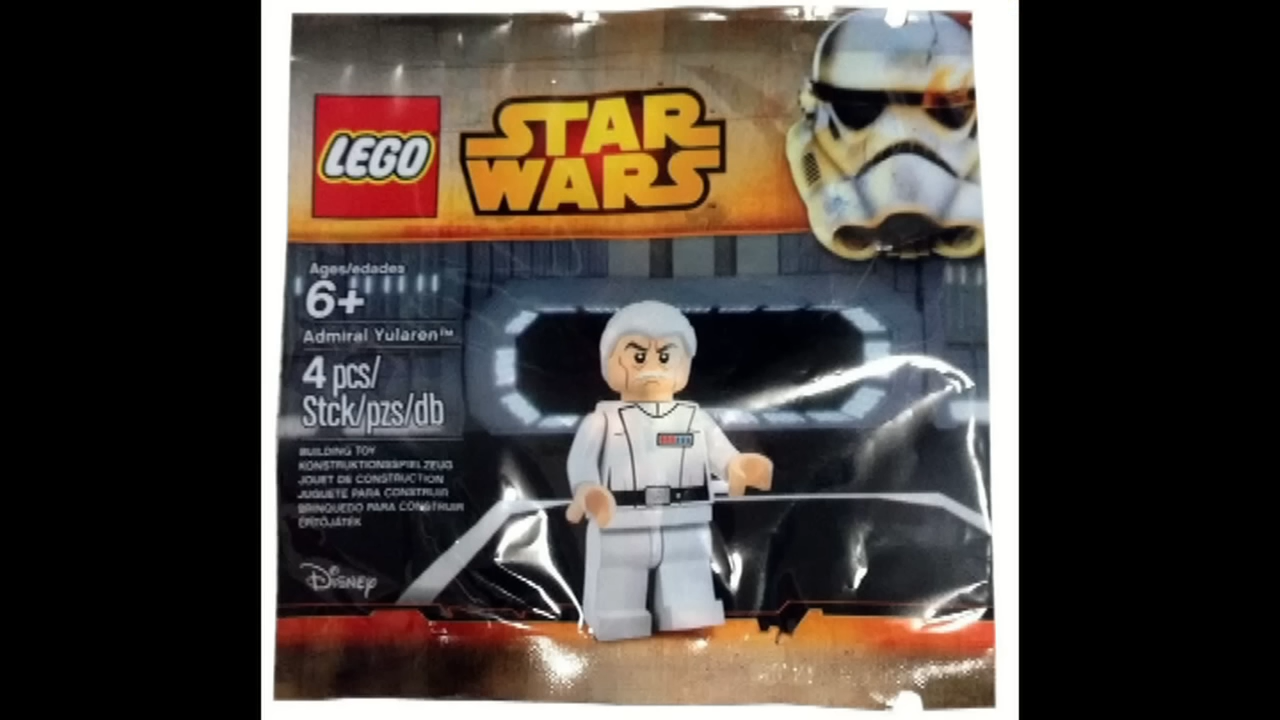 LEGO
STAR
WARS
Ages/edades
6+
Admiral Yularen™
4 pcs/
Stck/pzs/db
BUILDING TOY
KONSTRUKTIONSSPIELZEUG
JOUET DE CONSTRUCTION
JUGUETE PARA CONSTRUIR
BRINQUEDO PARA CONSTRUIR
ÉPÍTŐJÁTÉK
Disney